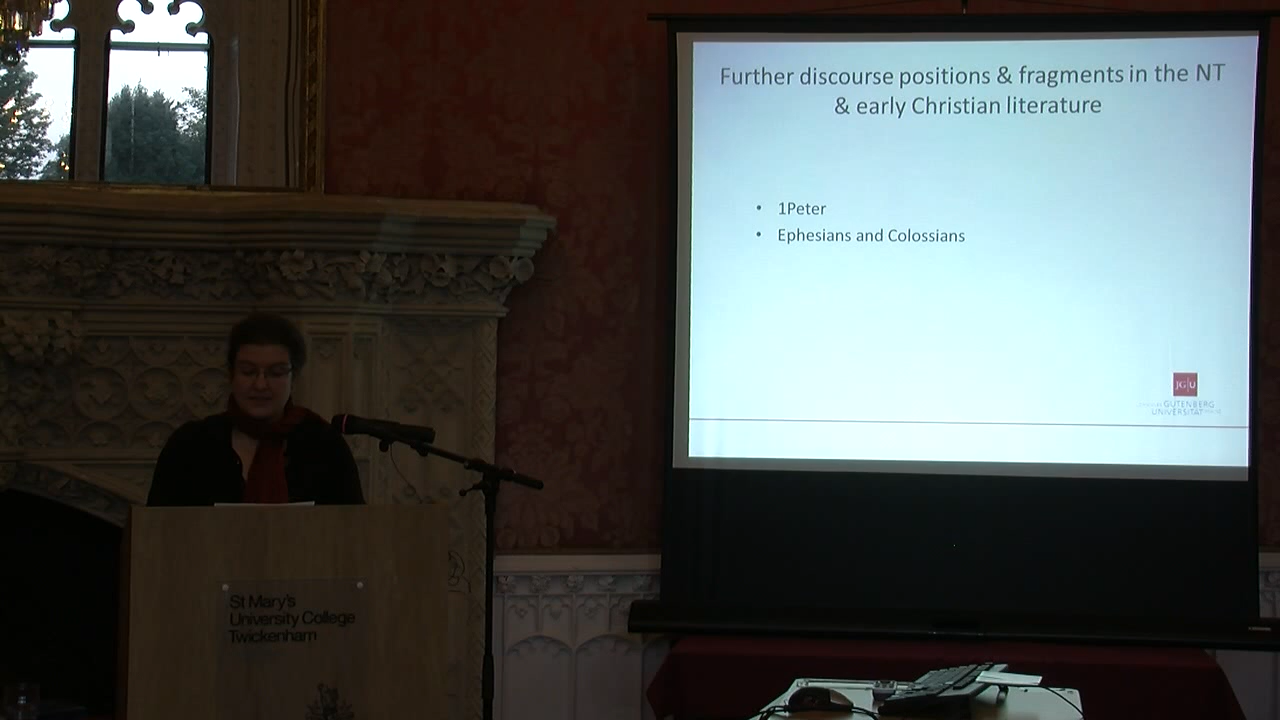 Further discourse positions & fragments in the NT
& early Christian literature
• 1Peter
• Ephesians and Colossians
JG|U
GUTENBERG
UNIVERSITÄT
St Mary's
University College
Twickenham